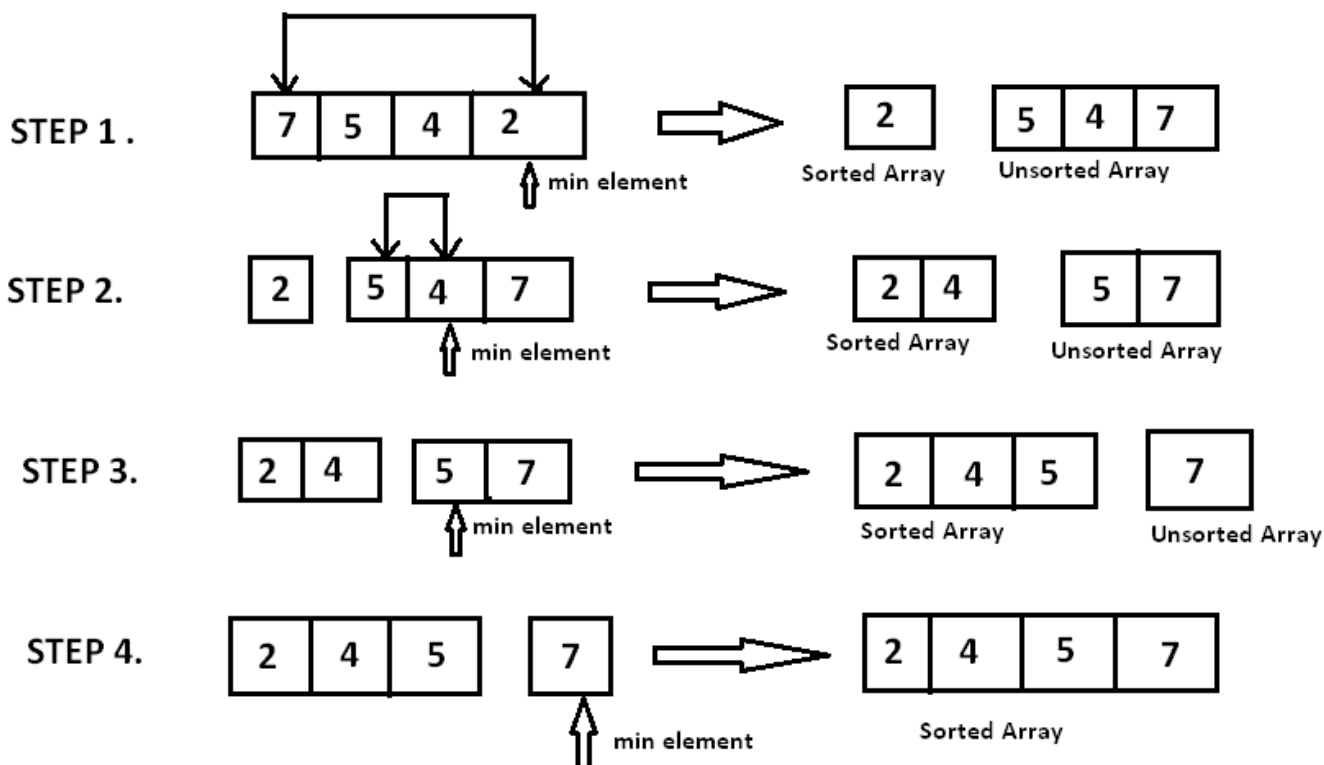 STEP 1 .
7 5 4 2
2
5 4 7
min element
Sorted Array
Unsorted Array
STEP 2.
2
5 4 7
2 4
5 7
min element
Sorted Array
Unsorted Array
STEP 3.
2 4
5 7
2 4 5
7
min element
Sorted Array
Unsorted Array
STEP 4.
2 4 5
7
2 4 5 7
min element
Sorted Array